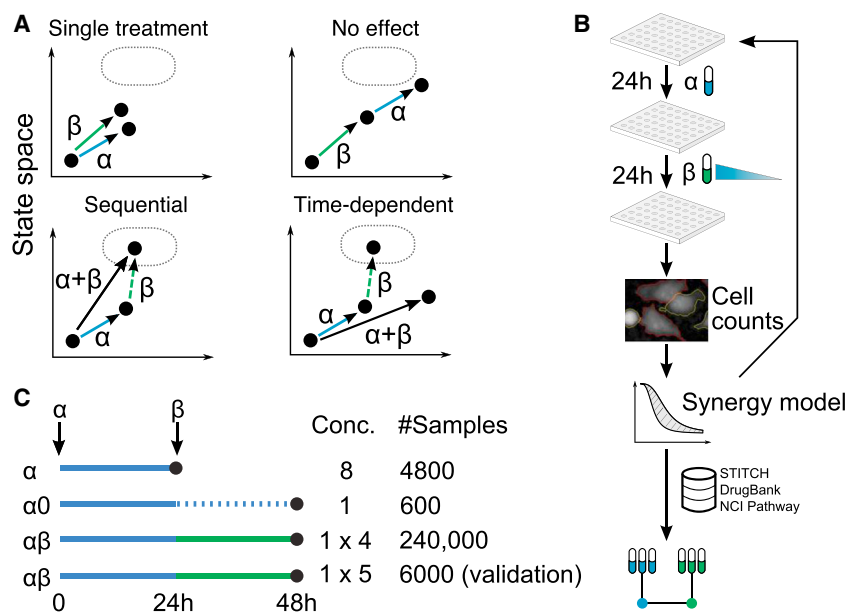 A
Single treatment
No effect
State space
β
α
β
α
Sequential
Time-dependent
α+β
β
α
β
α
α+β
B
24h α
24h β
Cell
counts
Synergy model
STITCH
DrugBank
NCI Pathway
C
α β Conc. #Samples
α 8 4800
α0 1 600
αβ 1 x 4 240,000
αβ 1 x 5 6000 (validation)
0 24h 48h